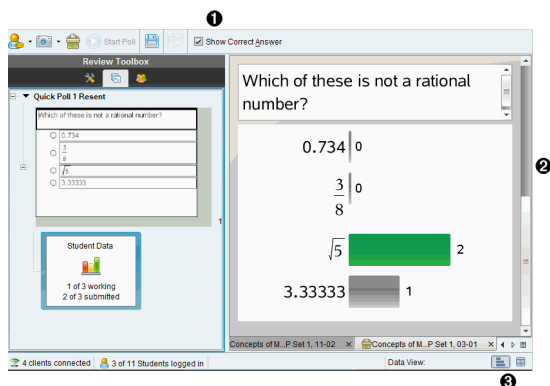 ❶
Start Poll
Show Correct Answer
Review Toolbox
Quick Poll 1 Resent
Which of these is not a rational number?
0.734
3
8
√5
3.33333
1
Student Data
1 of 3 working
2 of 3 submitted
Which of these is not a rational
number?
0.734 0
3
8
0
√5 2
3.33333 1
❷
Concepts of M...P Set 1, 11-02
Concepts of M...P Set 1, 03-01
4 clients connected
3 of 11 Students logged in
Data View:
❸